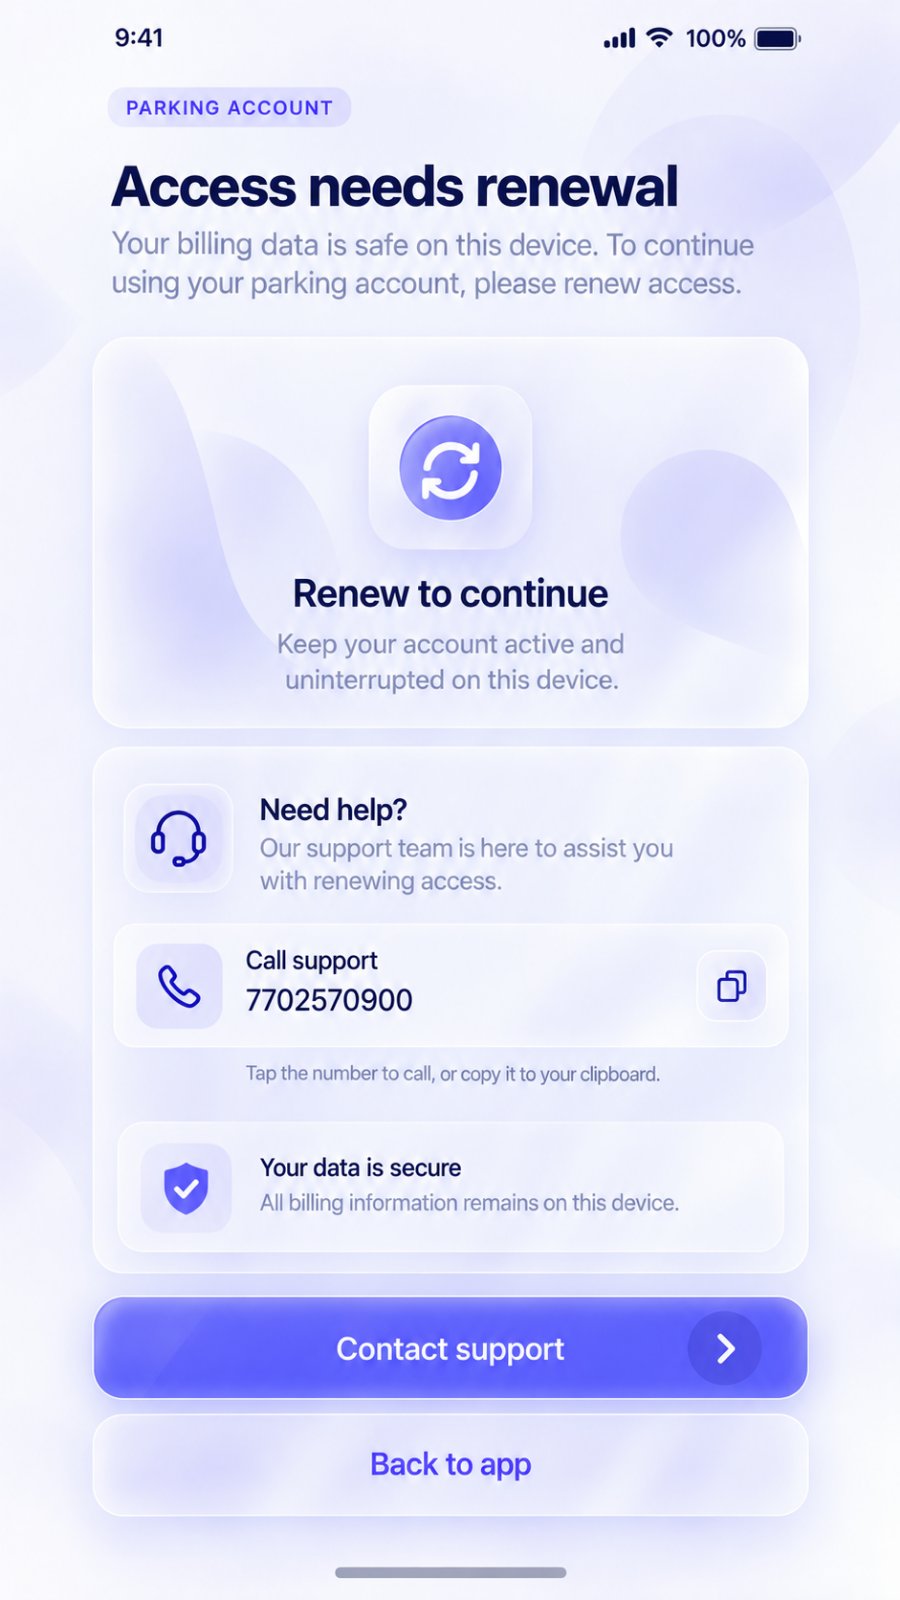 9:41
100%
PARKING ACCOUNT
Access needs renewal
Your billing data is safe on this device. To continue
using your parking account, please renew access.
Renew to continue
Keep your account active and
uninterrupted on this device.
Need help?
Our support team is here to assist you
with renewing access.
Call support
7702570900
Tap the number to call, or copy it to your clipboard.
Your data is secure
All billing information remains on this device.
Contact support
Back to app